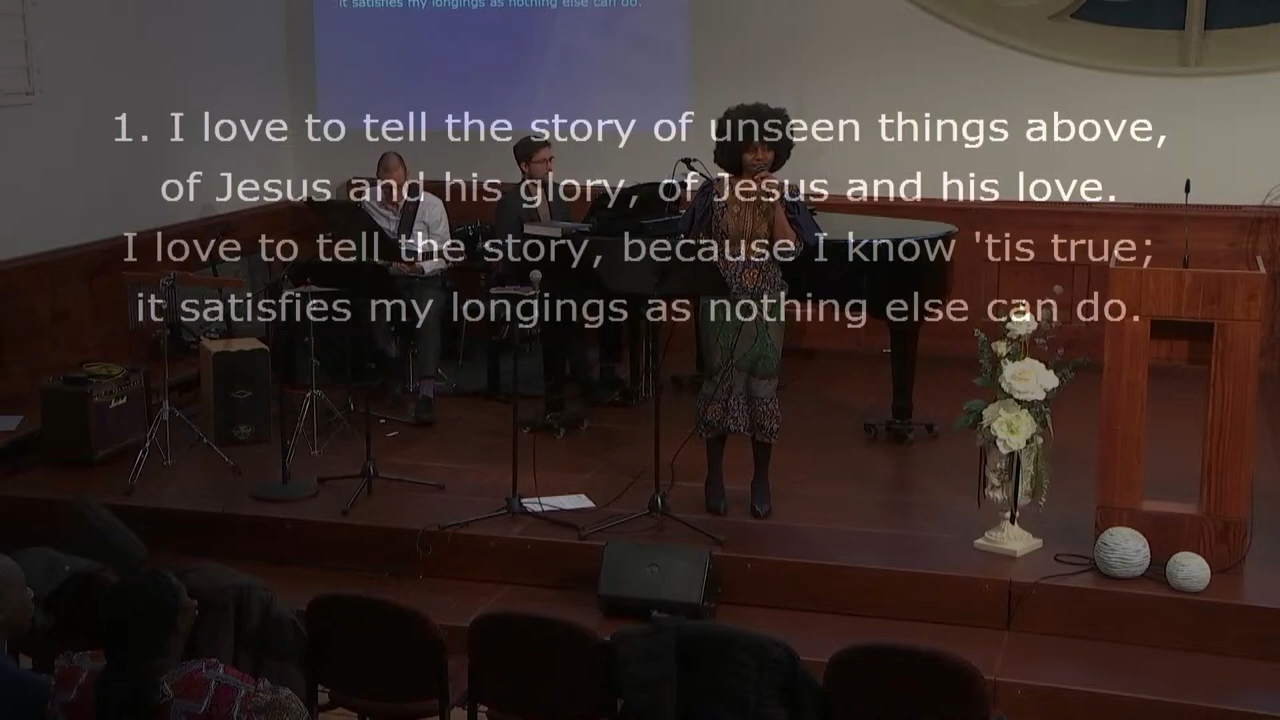 it satisfies my longings as nothing else can do.
1. I love to tell the story of unseen things above,
of Jesus and his glory, of Jesus and his love.
I love to tell the story, because I know 'tis true;
it satisfies my longings as nothing else can do.